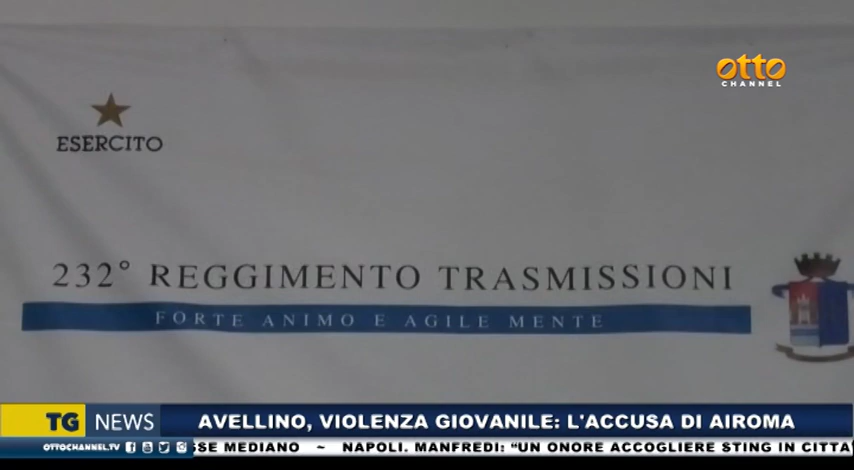 otto
CHANNEL
ESERCITO
232° REGGIMENTO TRASMISSIONI
FORTE ANIMO E AGILE MENTE
TG NEWS
AVELLINO, VIOLENZA GIOVANILE: L'ACCUSA DI AIROMA
OTTOCHANNEL.TV
SSE MEDIANO ~ NAPOLI. MANFREDI: “UN ONORE ACCOGLIERE STING IN CITTA'